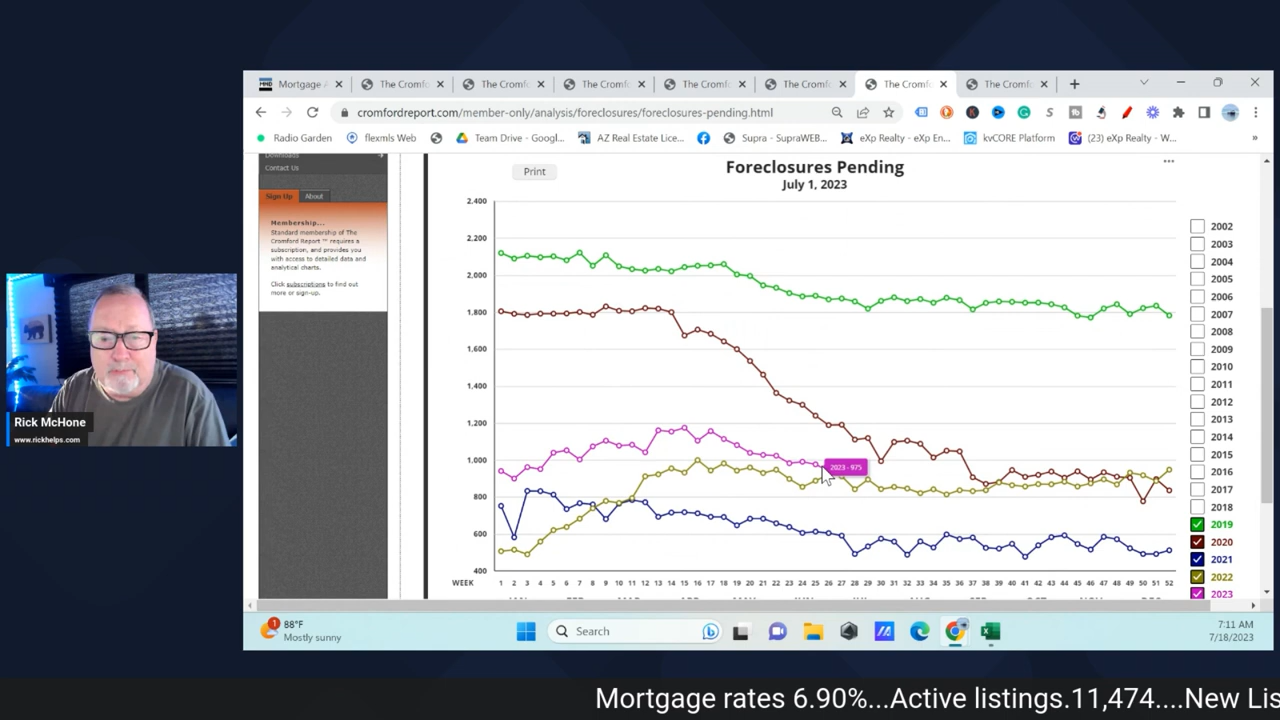 Mortgage A
The Cromfo
The Cromfo
The Cromfo
The Cromfo
The Cromfo
The Cromfo
The Cromfo
cromfordreport.com/member-only/analysis/foreclosures/foreclosures-pending.html
Radio Garden
flexmls Web
Team Drive - Googl...
AZ Real Estate Lice...
Supra - SupraWEB...
eXp Realty - eXp En...
kvCORE Platform
(23) eXp Realty - W...
»
Downloads
Contact Us
Sign Up About
Membership...
Standard membership of The
Cromford Report ™ requires a
subscription, and provides you
with access to detailed data and
analytical charts.
Click subscriptions to find out
more or sign-up.
Print
Foreclosures Pending
July 1, 2023
2,400
2,200
2,000
1,800
1,600
1,400
1,200
1,000
800
600
400
2023 - 975
WEEK 1 2 3 4 5 6 7 8 9 10 11 12 13 14 15 16 17 18 19 20 21 22 23 24 25 26 27 28 29 30 31 32 33 34 35 36 37 38 39 40 41 42 43 44 45 46 47 48 49 50 51 52
2002
2003
2004
2005
2006
2007
2008
2009
2010
2011
2012
2013
2014
2015
2016
2017
2018
2019
2020
2021
2022
2023
Rick McHone
www.rickhelps.com
1
88°F
Mostly sunny
Search
7:11 AM
7/18/2023
Mortgage rates 6.90%...Active listings.11,474....New Lis